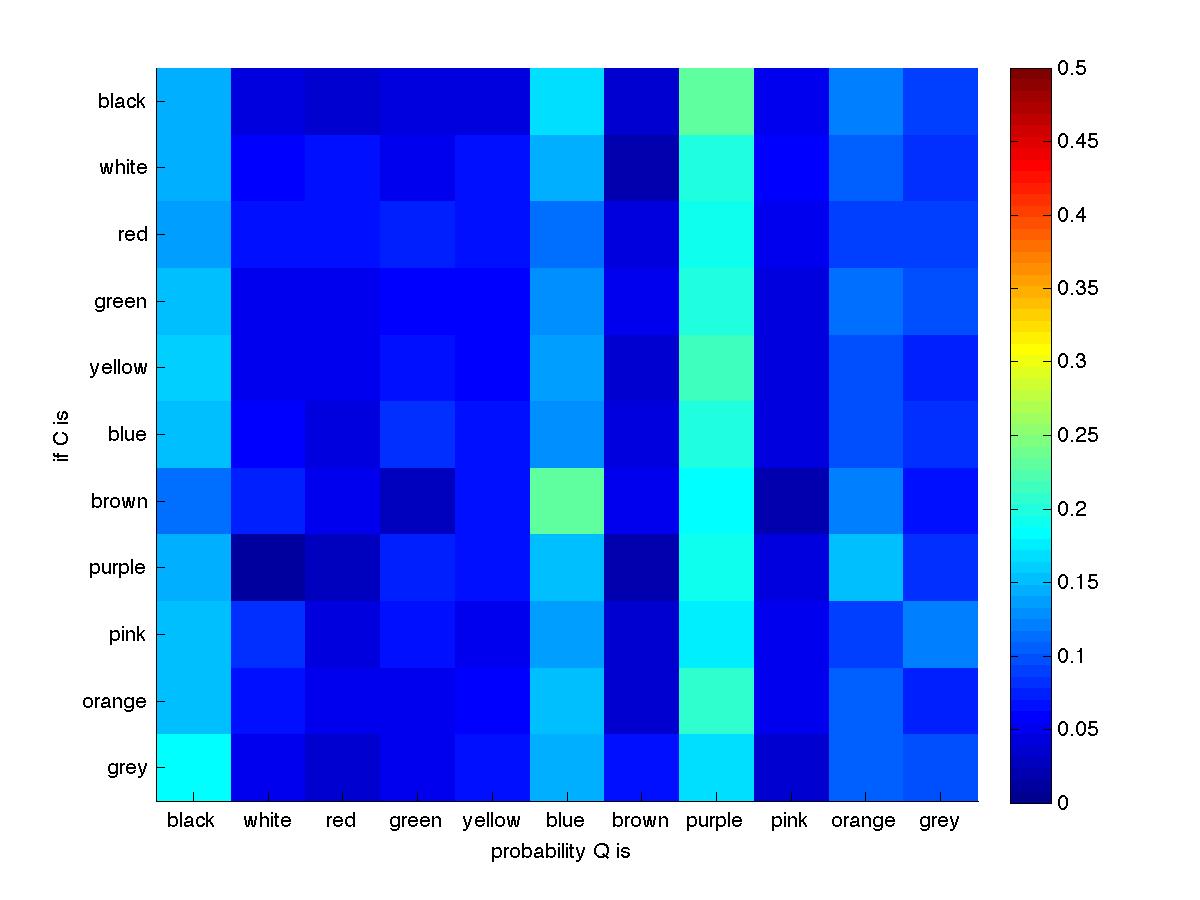 black
white
red
green
yellow
blue
brown
purple
pink
orange
grey
if C is
black white red green yellow blue brown purple pink orange grey
probability Q is
0.5
0.45
0.4
0.35
0.3
0.25
0.2
0.15
0.1
0.05
0